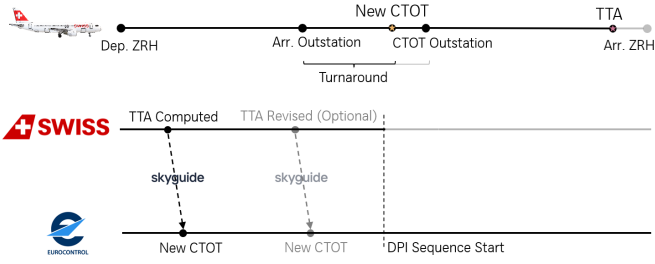 New CTOT
TTA
Dep. ZRH
Arr. Outstation
CTOT Outstation
Arr. ZRH
Turnaround
SWISS
TTA Computed
TTA Revised (Optional)
skyguide
skyguide
EUROCONTROL
New CTOT
New CTOT
DPI Sequence Start